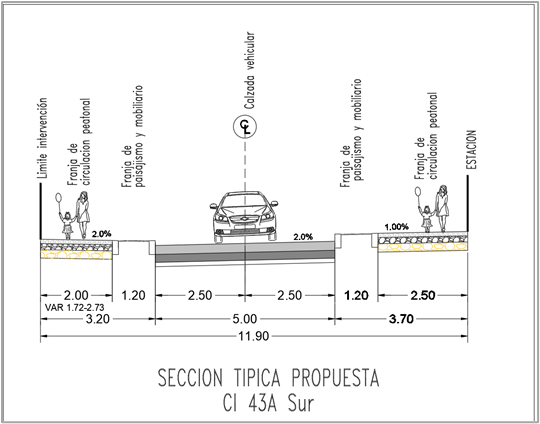 Limite intervención
Franja de
circulacion peatonal
Franja de
paisajismo y mobiliario
Calzada vehicular
CL
Franja de
paisajismo y mobiliario
Franja de
circulacion peatonal
ESTACION
2.0%
2.0%
1.00%
2.00
1.20
2.50
2.50
1.20
2.50
VAR 1.72-2.73
3.20
5.00
3.70
11.90
SECCION TIPICA PROPUESTA
Cl 43A Sur